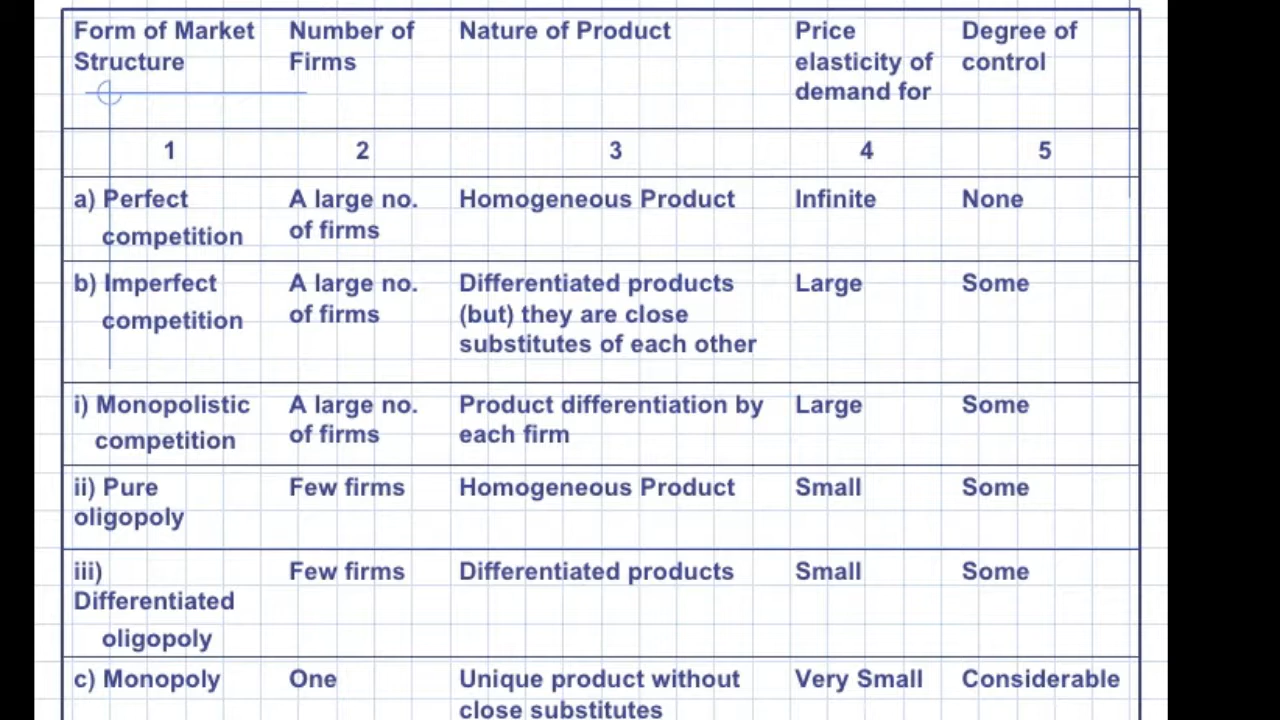 Form of Market Number of Nature of Product Price Degree of
Structure Firms elasticity of control
demand for
1 2 3 4 5
a) Perfect A large no. Homogeneous Product Infinite None
competition of firms
b) Imperfect A large no. Differentiated products Large Some
competition of firms (but) they are close
substitutes of each other
i) Monopolistic A large no. Product differentiation by Large Some
competition of firms each firm
ii) Pure Few firms Homogeneous Product Small Some
oligopoly
iii) Few firms Differentiated products Small Some
Differentiated
oligopoly
c) Monopoly One Unique product without Very Small Considerable
close substitutes